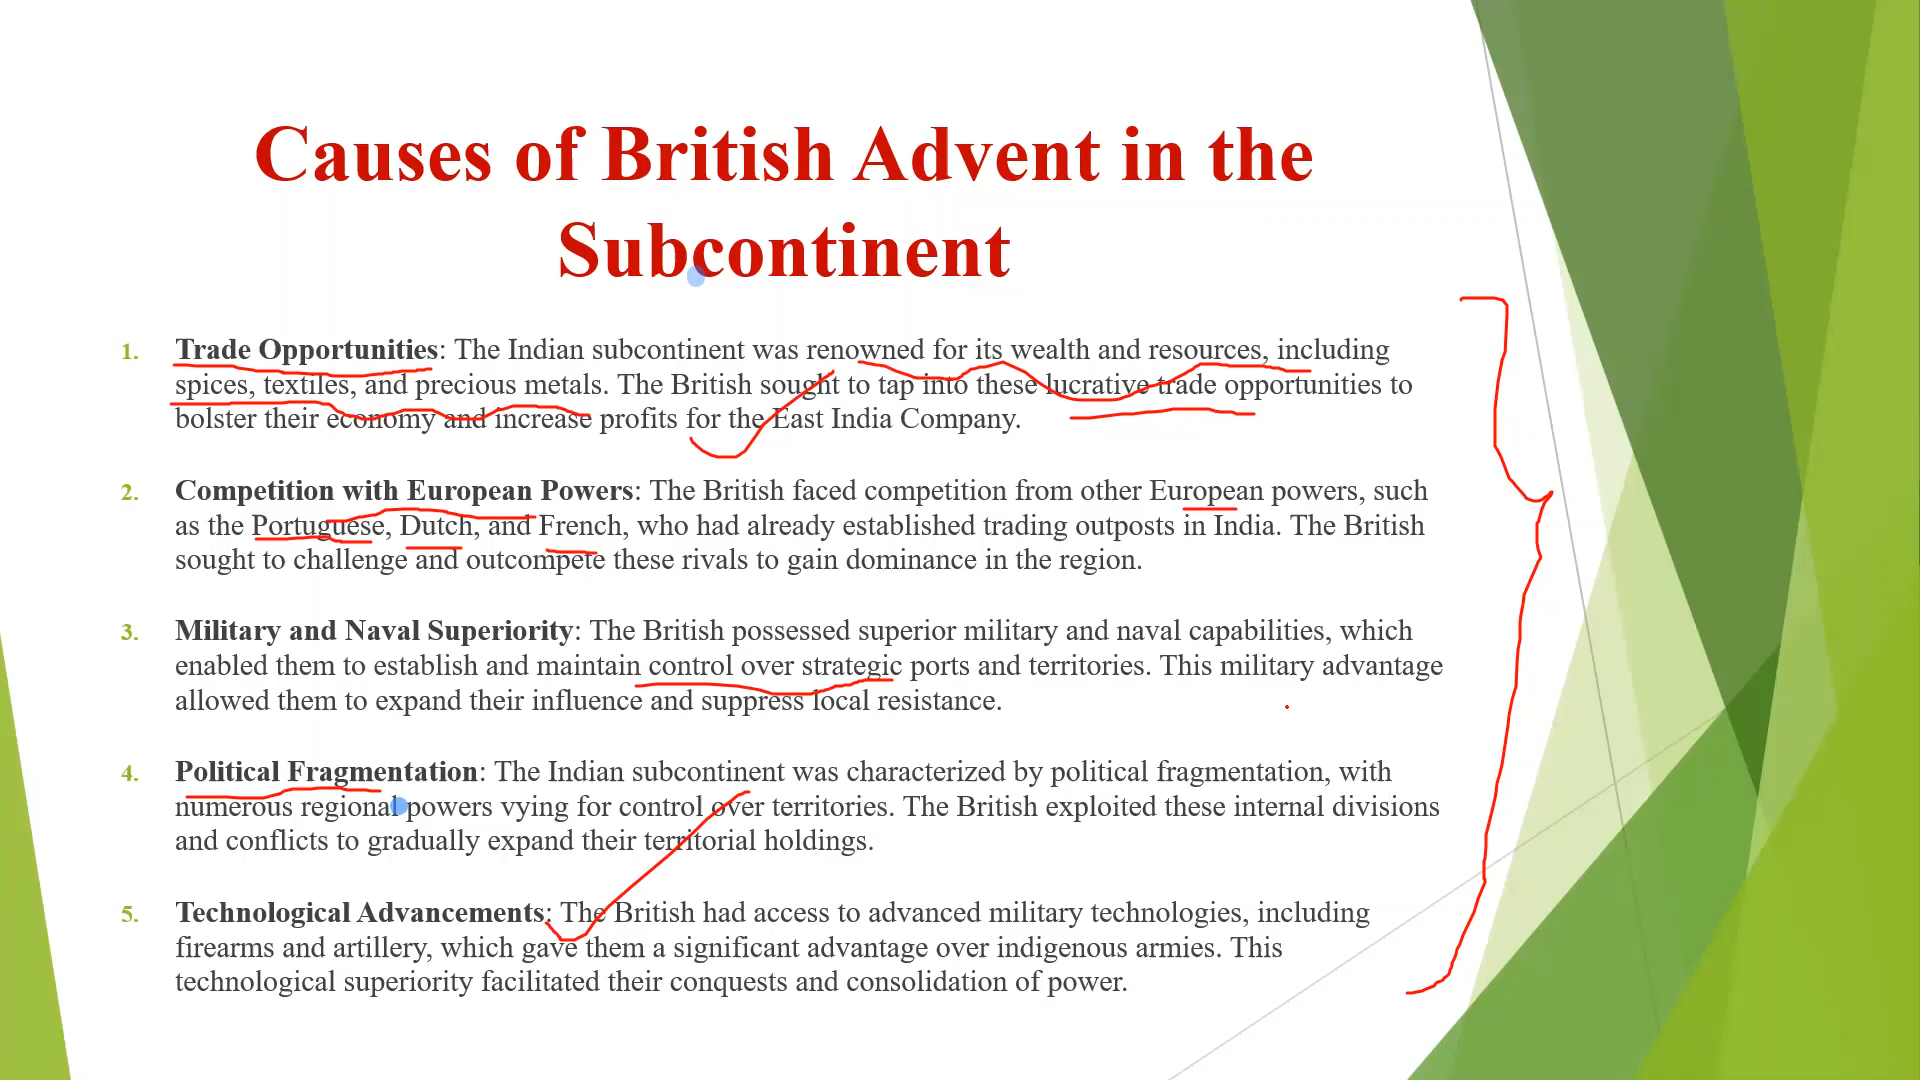 Causes of British Advent in the
Subcontinent
1. Trade Opportunities: The Indian subcontinent was renowned for its wealth and resources, including
spices, textiles, and precious metals. The British sought to tap into these lucrative trade opportunities to
bolster their economy and increase profits for the East India Company.
2. Competition with European Powers: The British faced competition from other European powers, such
as the Portuguese, Dutch, and French, who had already established trading outposts in India. The British
sought to challenge and outcompete these rivals to gain dominance in the region.
3. Military and Naval Superiority: The British possessed superior military and naval capabilities, which
enabled them to establish and maintain control over strategic ports and territories. This military advantage
allowed them to expand their influence and suppress local resistance.
4. Political Fragmentation: The Indian subcontinent was characterized by political fragmentation, with
numerous regional powers vying for control over territories. The British exploited these internal divisions
and conflicts to gradually expand their territorial holdings.
5. Technological Advancements: The British had access to advanced military technologies, including
firearms and artillery, which gave them a significant advantage over indigenous armies. This
technological superiority facilitated their conquests and consolidation of power.